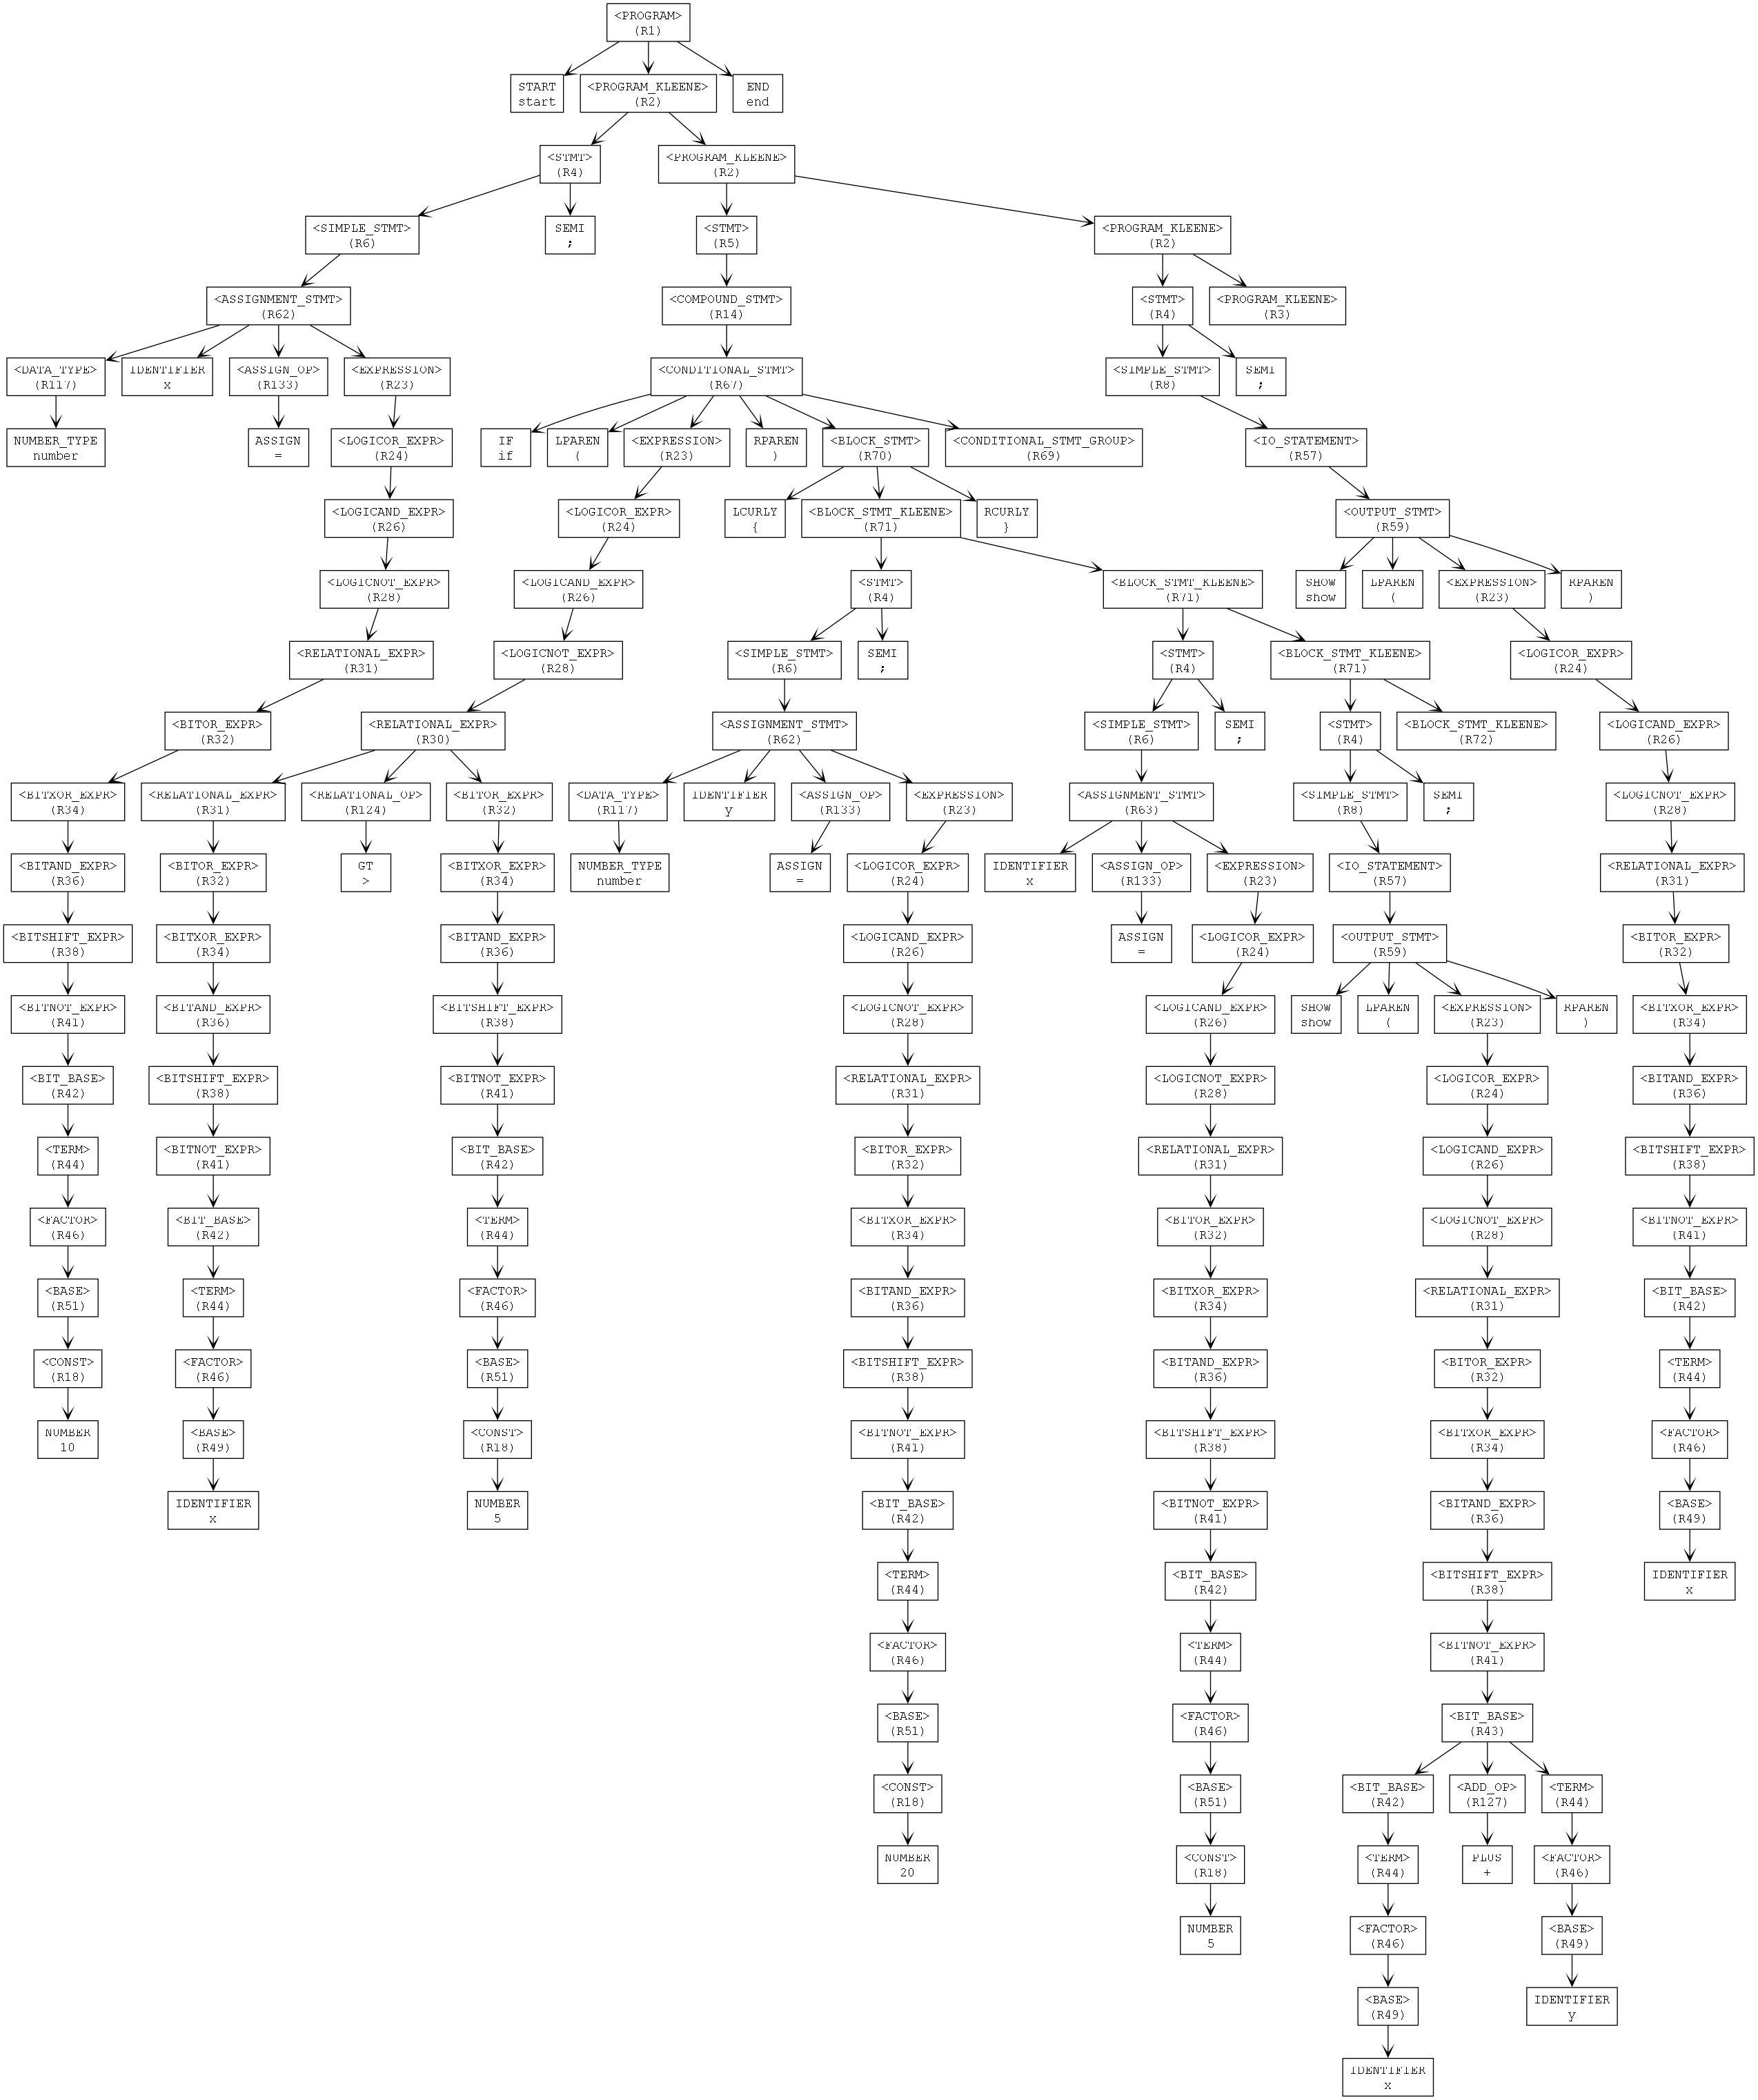 <PROGRAM>
(R1)
START
start
<PROGRAM_KLEENE>
(R2)
END
end
<STMT>
(R4)
<PROGRAM_KLEENE>
(R2)
<SIMPLE_STMT>
(R6)
SEMI
;
<STMT>
(R5)
<PROGRAM_KLEENE>
(R2)
<ASSIGNMENT_STMT>
(R62)
<COMPOUND_STMT>
(R14)
<STMT>
(R4)
<PROGRAM_KLEENE>
(R3)
<DATA_TYPE>
(R117)
IDENTIFIER
x
<ASSIGN_OP>
(R133)
<EXPRESSION>
(R23)
<CONDITIONAL_STMT>
(R67)
<SIMPLE_STMT>
(R8)
SEMI
;
NUMBER_TYPE
number
ASSIGN
=
<LOGICOR_EXPR>
(R24)
IF
if
LPAREN
(
<EXPRESSION>
(R23)
RPAREN
)
<BLOCK_STMT>
(R70)
<CONDITIONAL_STMT_GROUP>
(R69)
<IO_STATEMENT>
(R57)
<LOGICAND_EXPR>
(R26)
<LOGICOR_EXPR>
(R24)
LCURLY
{
<BLOCK_STMT_KLEENE>
(R71)
RCURLY
}
<OUTPUT_STMT>
(R59)
<LOGICNOT_EXPR>
(R28)
<LOGICAND_EXPR>
(R26)
<STMT>
(R4)
<BLOCK_STMT_KLEENE>
(R71)
SHOW
show
LPAREN
(
<EXPRESSION>
(R23)
RPAREN
)
<RELATIONAL_EXPR>
(R31)
<LOGICNOT_EXPR>
(R28)
<SIMPLE_STMT>
(R6)
SEMI
;
<STMT>
(R4)
<BLOCK_STMT_KLEENE>
(R71)
<LOGICOR_EXPR>
(R24)
<BITOR_EXPR>
(R32)
<RELATIONAL_EXPR>
(R30)
<ASSIGNMENT_STMT>
(R62)
<SIMPLE_STMT>
(R6)
SEMI
;
<STMT>
(R4)
<BLOCK_STMT_KLEENE>
(R72)
<LOGICAND_EXPR>
(R26)
<BITXOR_EXPR>
(R34)
<RELATIONAL_EXPR>
(R31)
<RELATIONAL_OP>
(R124)
<BITOR_EXPR>
(R32)
<DATA_TYPE>
(R117)
IDENTIFIER
y
<ASSIGN_OP>
(R133)
<EXPRESSION>
(R23)
<ASSIGNMENT_STMT>
(R63)
<SIMPLE_STMT>
(R8)
SEMI
;
<LOGICNOT_EXPR>
(R28)
<BITAND_EXPR>
(R36)
<BITOR_EXPR>
(R32)
GT
>
<BITXOR_EXPR>
(R34)
NUMBER_TYPE
number
ASSIGN
=
<LOGICOR_EXPR>
(R24)
IDENTIFIER
x
<ASSIGN_OP>
(R133)
<EXPRESSION>
(R23)
<IO_STATEMENT>
(R57)
<RELATIONAL_EXPR>
(R31)
<BITSHIFT_EXPR>
(R38)
<BITXOR_EXPR>
(R34)
<BITAND_EXPR>
(R36)
<LOGICAND_EXPR>
(R26)
ASSIGN
=
<LOGICOR_EXPR>
(R24)
<OUTPUT_STMT>
(R59)
<BITOR_EXPR>
(R32)
<BITNOT_EXPR>
(R41)
<BITAND_EXPR>
(R36)
<BITSHIFT_EXPR>
(R38)
<LOGICNOT_EXPR>
(R28)
<LOGICAND_EXPR>
(R26)
SHOW
show
LPAREN
(
<EXPRESSION>
(R23)
RPAREN
)
<BITXOR_EXPR>
(R34)
<BIT_BASE>
(R42)
<BITSHIFT_EXPR>
(R38)
<BITNOT_EXPR>
(R41)
<RELATIONAL_EXPR>
(R31)
<LOGICNOT_EXPR>
(R28)
<LOGICOR_EXPR>
(R24)
<BITAND_EXPR>
(R36)
<TERM>
(R44)
<BITNOT_EXPR>
(R41)
<BIT_BASE>
(R42)
<BITOR_EXPR>
(R32)
<RELATIONAL_EXPR>
(R31)
<LOGICAND_EXPR>
(R26)
<BITSHIFT_EXPR>
(R38)
<FACTOR>
(R46)
<BIT_BASE>
(R42)
<TERM>
(R44)
<BITXOR_EXPR>
(R34)
<BITOR_EXPR>
(R32)
<LOGICNOT_EXPR>
(R28)
<BITNOT_EXPR>
(R41)
<BASE>
(R51)
<TERM>
(R44)
<FACTOR>
(R46)
<BITAND_EXPR>
(R36)
<BITXOR_EXPR>
(R34)
<RELATIONAL_EXPR>
(R31)
<BIT_BASE>
(R42)
<CONST>
(R18)
<FACTOR>
(R46)
<BASE>
(R51)
<BITSHIFT_EXPR>
(R38)
<BITAND_EXPR>
(R36)
<BITOR_EXPR>
(R32)
<TERM>
(R44)
NUMBER
10
<BASE>
(R49)
<CONST>
(R18)
<BITNOT_EXPR>
(R41)
<BITSHIFT_EXPR>
(R38)
<BITXOR_EXPR>
(R34)
<FACTOR>
(R46)
IDENTIFIER
x
NUMBER
5
<BIT_BASE>
(R42)
<BITNOT_EXPR>
(R41)
<BITAND_EXPR>
(R36)
<BASE>
(R49)
<TERM>
(R44)
<BIT_BASE>
(R42)
<BITSHIFT_EXPR>
(R38)
IDENTIFIER
x
<FACTOR>
(R46)
<TERM>
(R44)
<BITNOT_EXPR>
(R41)
<BASE>
(R51)
<FACTOR>
(R46)
<BIT_BASE>
(R43)
<CONST>
(R18)
<BASE>
(R51)
<BIT_BASE>
(R42)
<ADD_OP>
(R127)
<TERM>
(R44)
NUMBER
20
<CONST>
(R18)
<TERM>
(R44)
PLUS
+
<FACTOR>
(R46)
NUMBER
5
<FACTOR>
(R46)
<BASE>
(R49)
<BASE>
(R49)
IDENTIFIER
y
IDENTIFIER
x